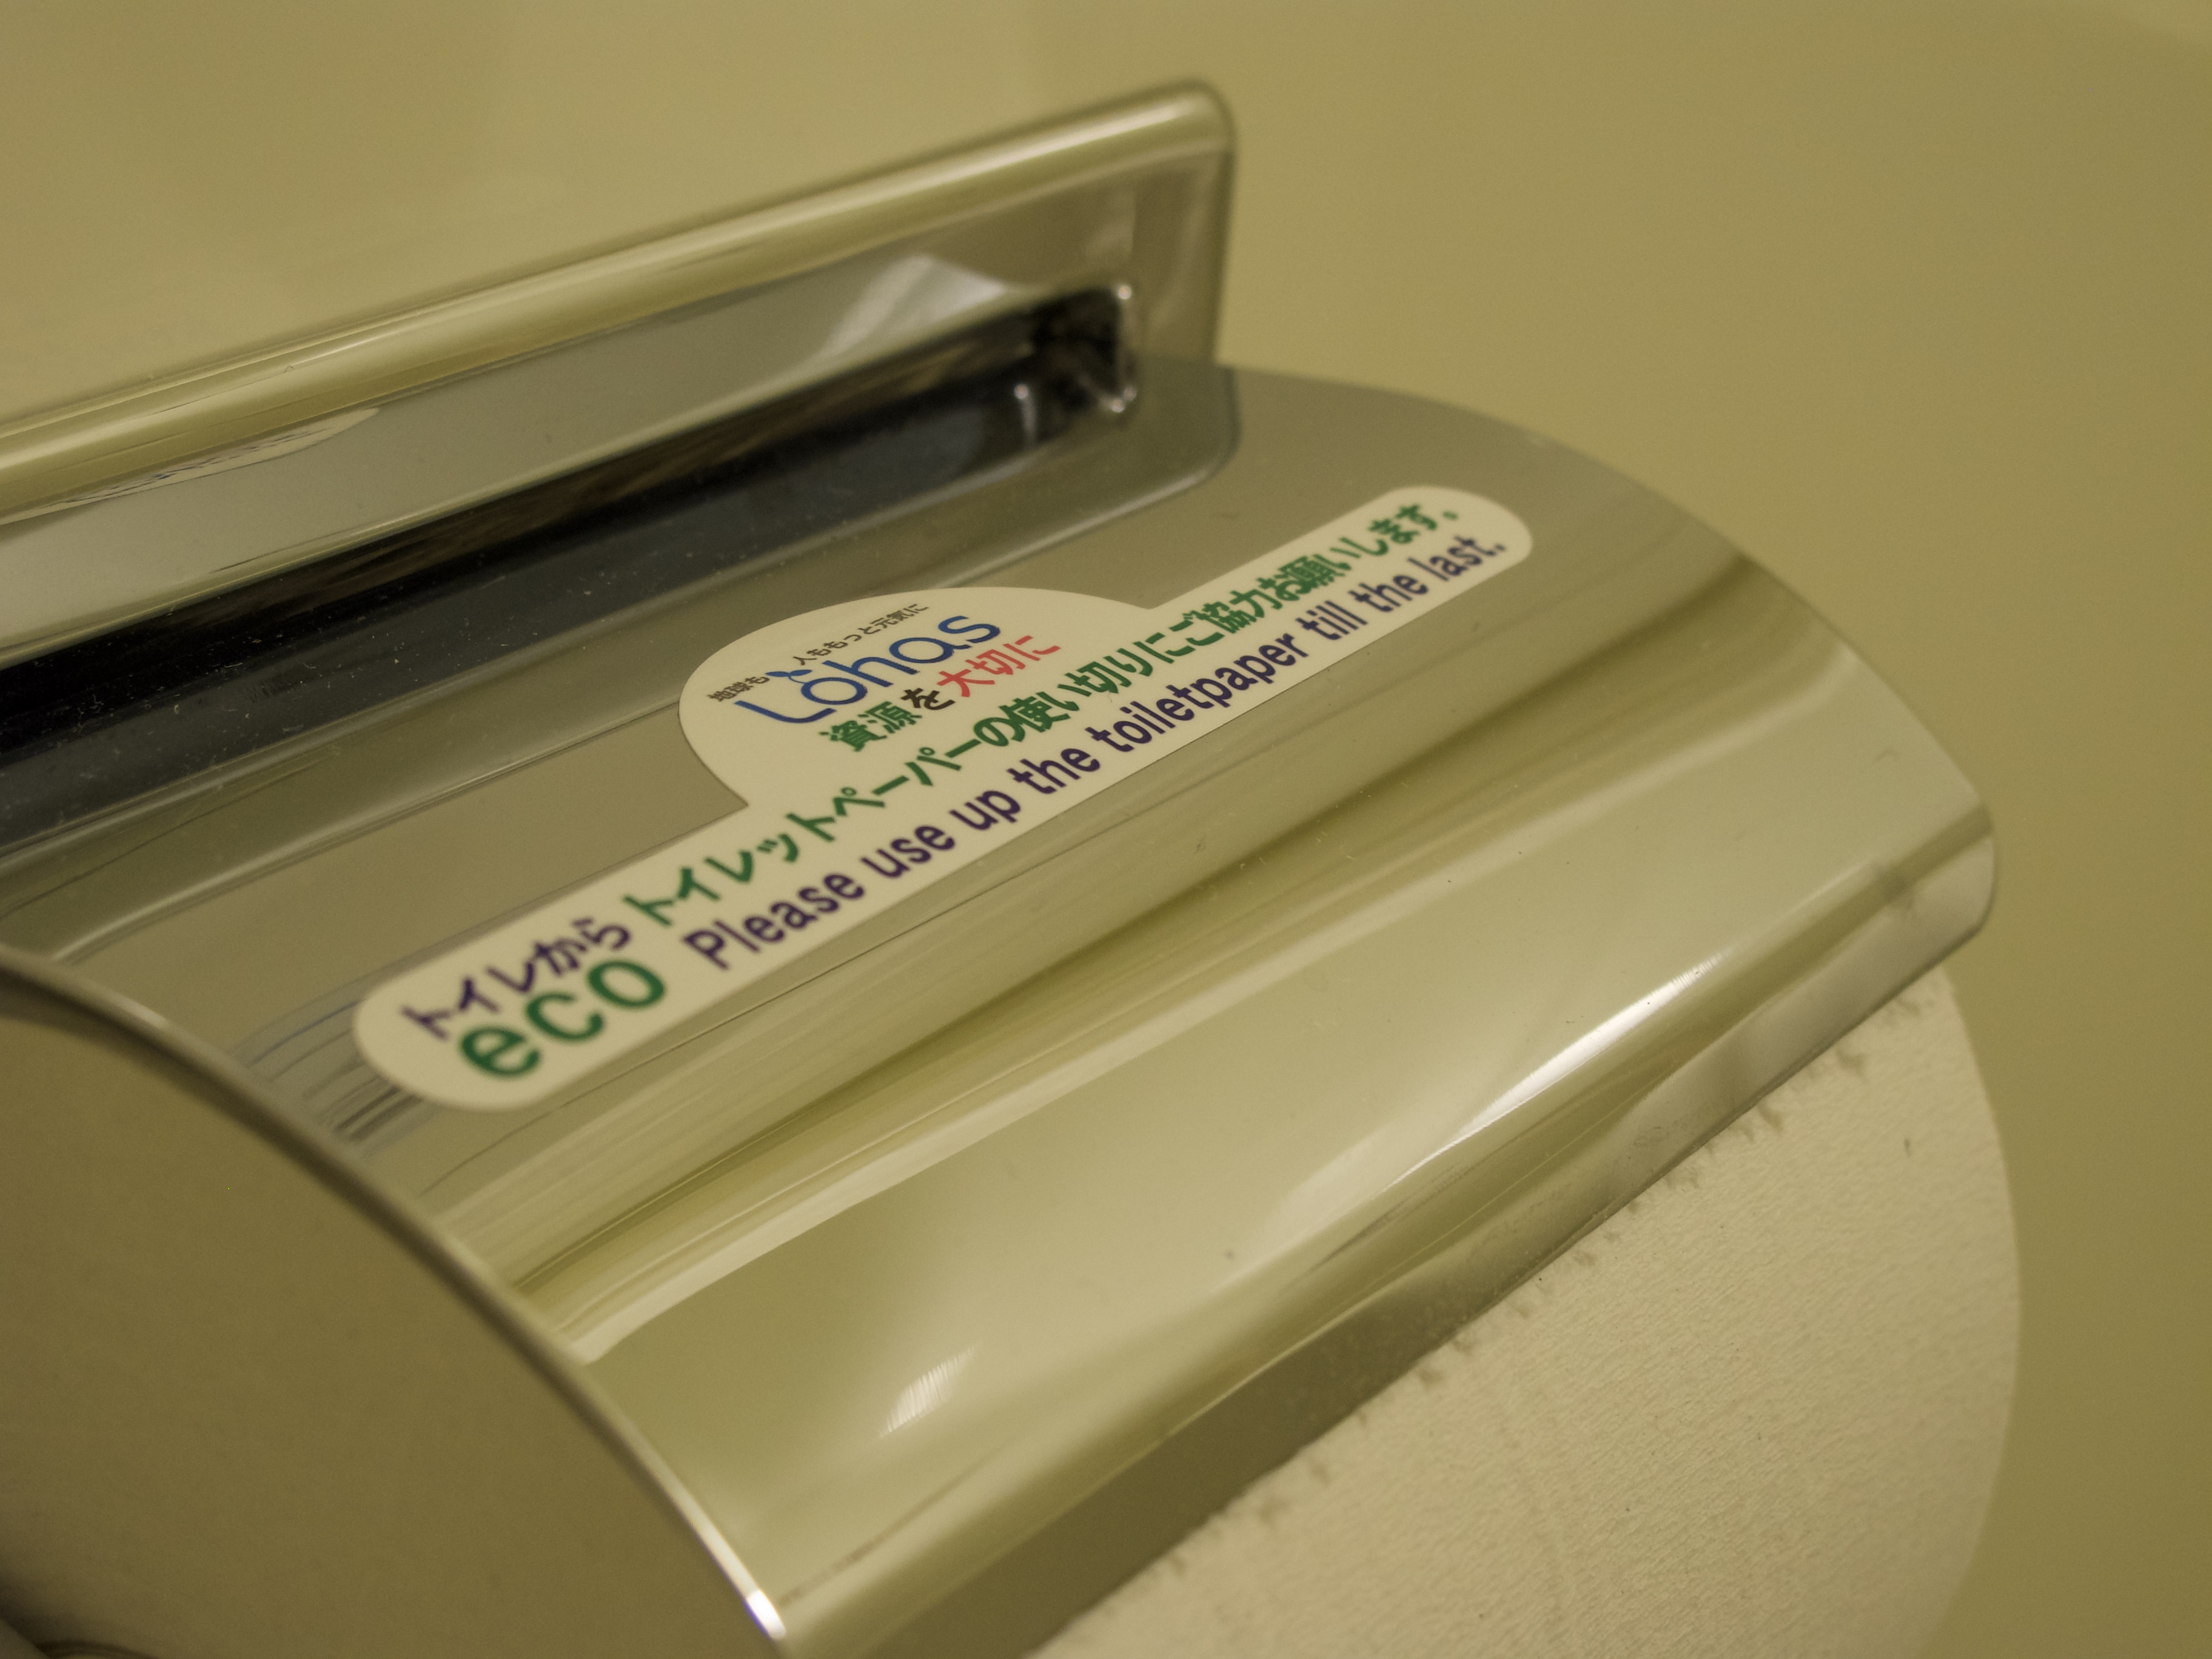 地球も人ももっと元気に
Lohas
資源を大切に
トイレから
eco
トイレットペーパーの使い切りにご協力お願いします。
Please use up the toiletpaper till the last.